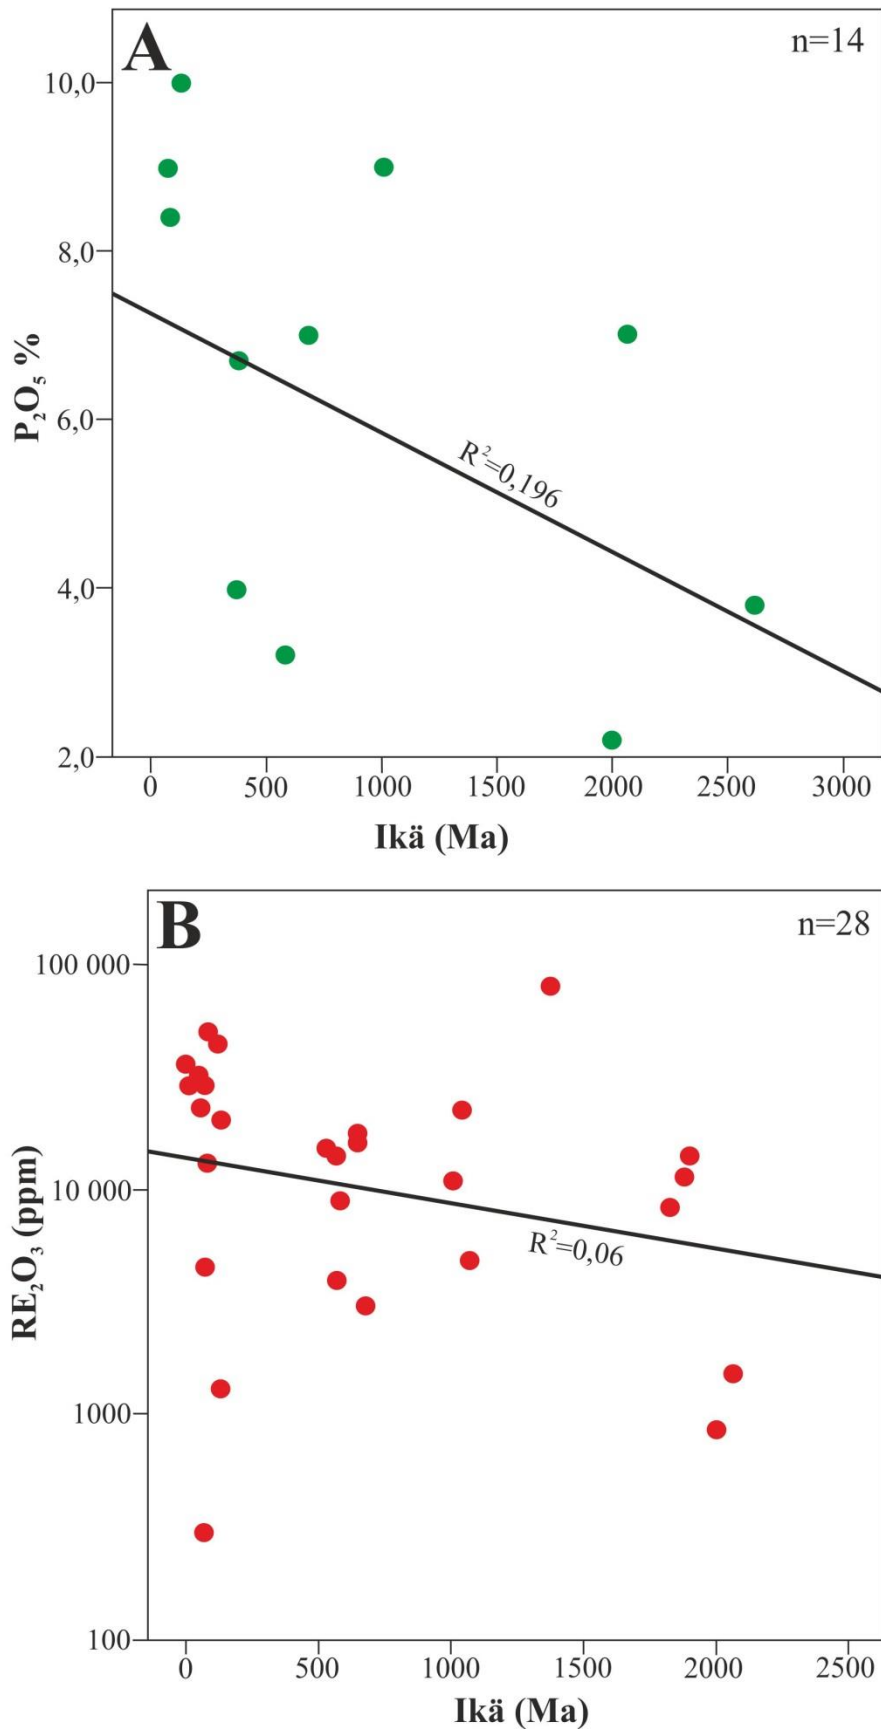 A
n=14
10,0
8,0
6,0
4,0
2,0
P₂O₅ %
R²=0,196
0 500 1000 1500 2000 2500 3000
Ikä (Ma)
B
n=28
100 000
10 000
1000
100
RE₂O₃ (ppm)
R²=0,06
0 500 1000 1500 2000 2500
Ikä (Ma)